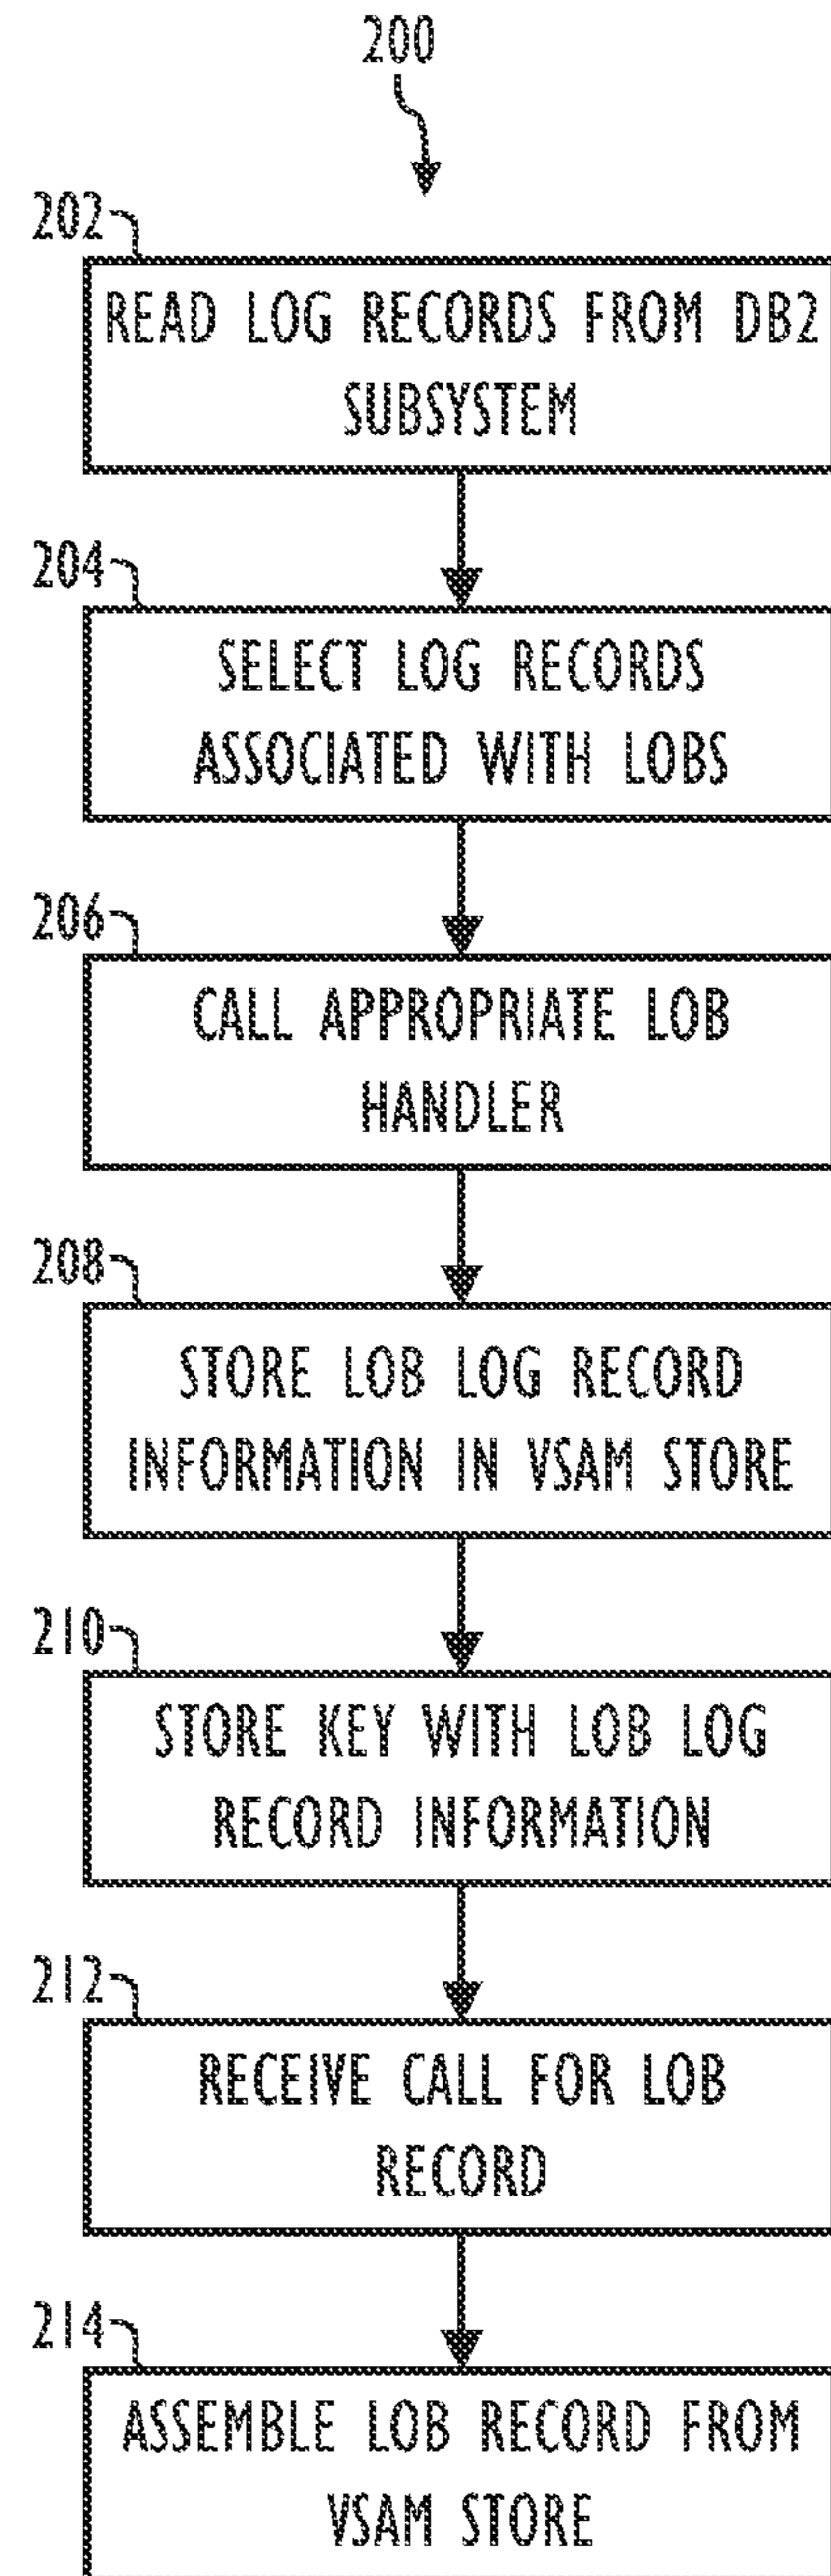 200
202
READ LOG RECORDS FROM DB2
SUBSYSTEM
204
SELECT LOG RECORDS
ASSOCIATED WITH LOBS
206
CALL APPROPRIATE LOB
HANDLER
208
STORE LOB LOG RECORD
INFORMATION IN VSAM STORE
210
STORE KEY WITH LOB LOG
RECORD INFORMATION
212
RECEIVE CALL FOR LOB
RECORD
214
ASSEMBLE LOB RECORD FROM
VSAM STORE